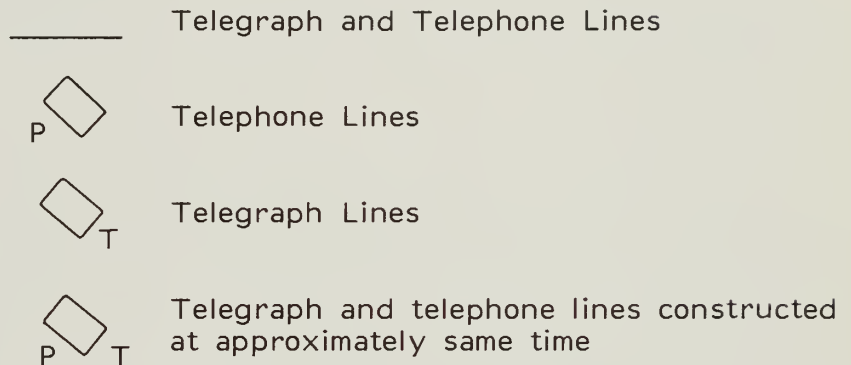 Telegraph and Telephone Lines
P
Telephone Lines
T
Telegraph Lines
P T
Telegraph and telephone lines constructed
at approximately same time